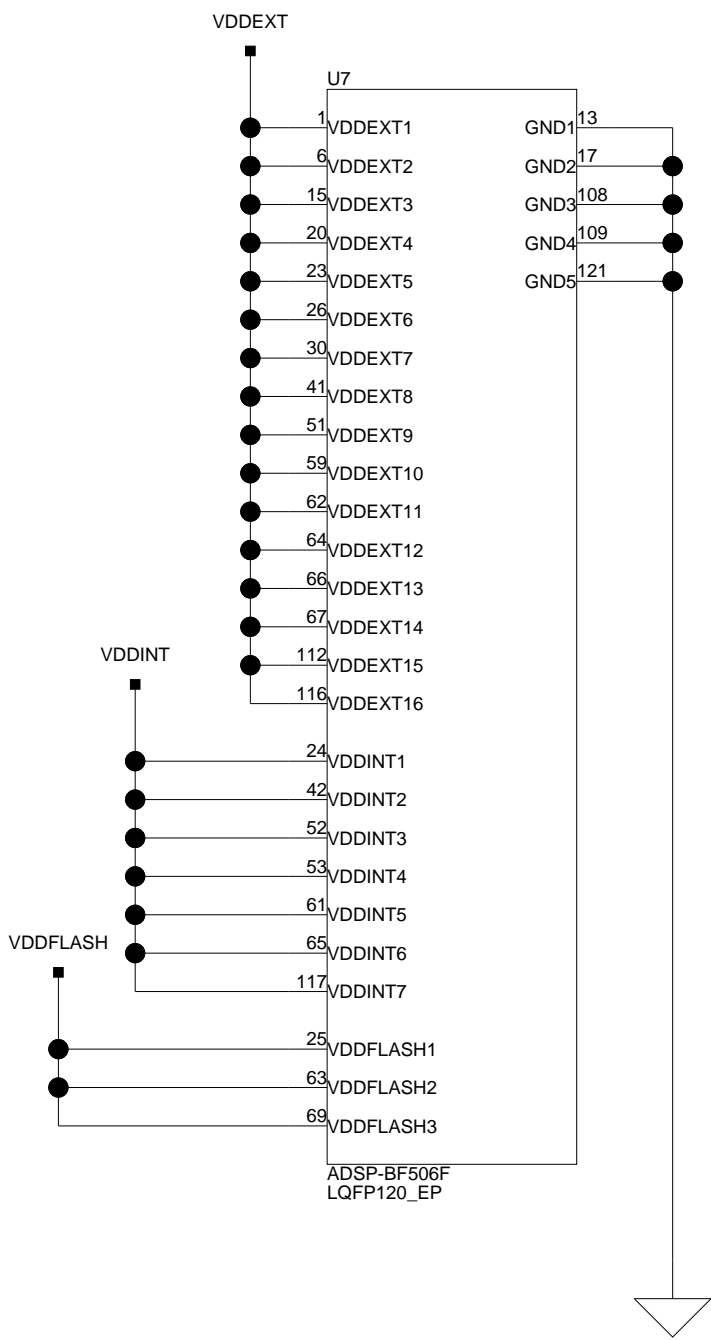 VDDEXT
U7
1 VDDEXT1 GND1 13
6 VDDEXT2 GND2 17
15 VDDEXT3 GND3 108
20 VDDEXT4 GND4 109
23 VDDEXT5 GND5 121
26 VDDEXT6
30 VDDEXT7
41 VDDEXT8
51 VDDEXT9
59 VDDEXT10
62 VDDEXT11
64 VDDEXT12
66 VDDEXT13
67 VDDEXT14
VDDINT
112 VDDEXT15
116 VDDEXT16
24 VDDINT1
42 VDDINT2
52 VDDINT3
53 VDDINT4
61 VDDINT5
VDDFLASH
65 VDDINT6
117 VDDINT7
25 VDDFLASH1
63 VDDFLASH2
69 VDDFLASH3
ADSP-BF506F
LQFP120_EP